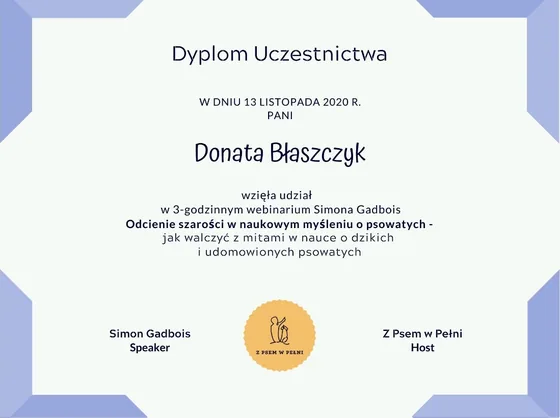 Dyplom Uczestnictwa
W DNIU 13 LISTOPADA 2020 R.
PANI
Donata Błaszczyk
wzięła udział
w 3-godzinnym webinarium Simona Gadbois
Odcienie szarości w naukowym myśleniu o psowatych -
jak walczyć z mitami w nauce o dzikich
i udomowionych psowatych
Simon Gadbois
Speaker
Z PSEM W PEŁNI
Z Psem w Pełni
Host